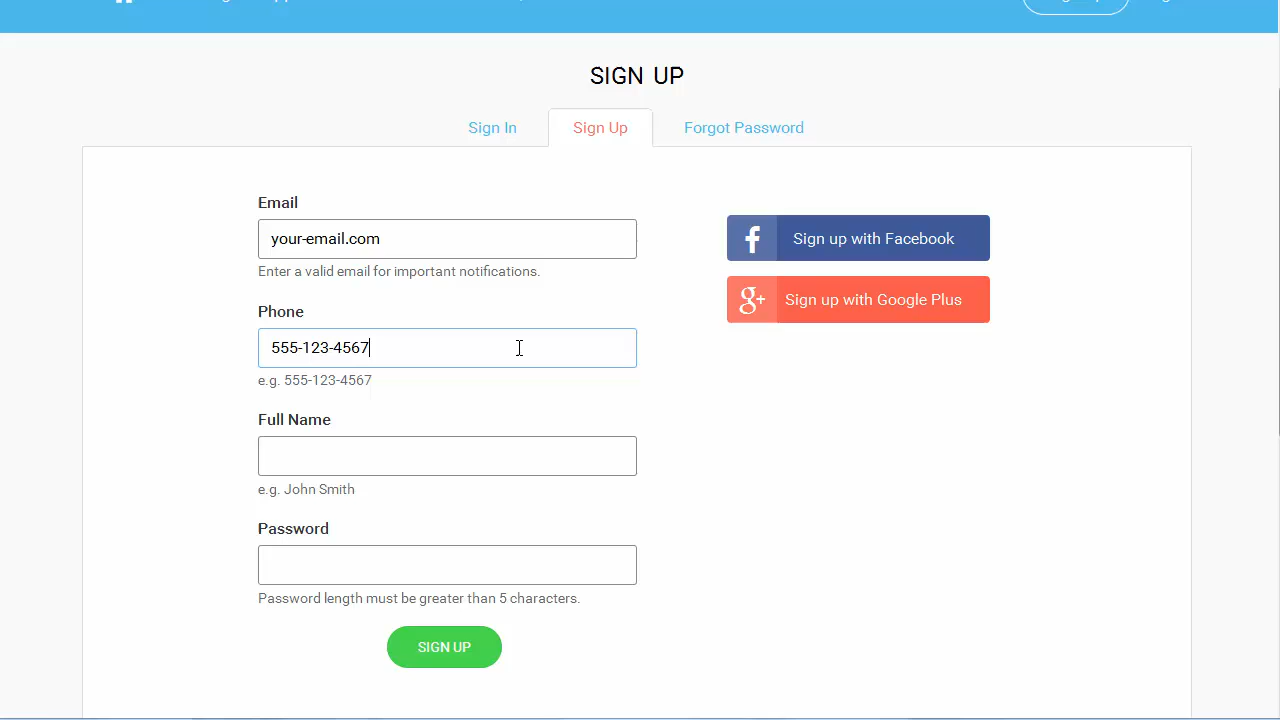 SIGN UP
Sign In
Sign Up
Forgot Password
Email
your-email.com
Enter a valid email for important notifications.
Phone
555-123-4567
e.g. 555-123-4567
Full Name
e.g. John Smith
Password
Password length must be greater than 5 characters.
SIGN UP
f Sign up with Facebook
g+ Sign up with Google Plus